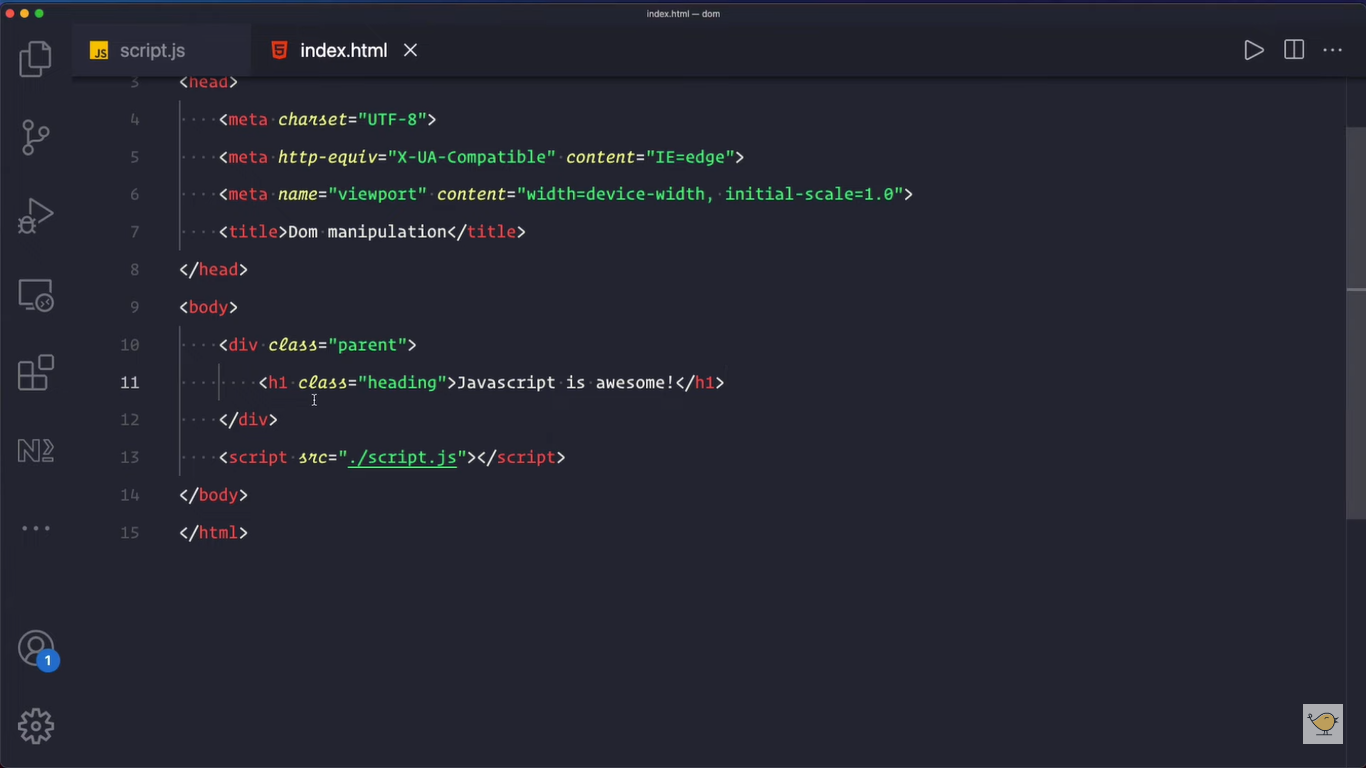 index.html — dom
script.js
index.html
3 <head>
4 <meta charset="UTF-8">
5 <meta http-equiv="X-UA-Compatible" content="IE=edge">
6 <meta name="viewport" content="width=device-width, initial-scale=1.0">
7 <title>Dom manipulation</title>
8 </head>
9 <body>
10 <div class="parent">
11 <h1 class="heading">Javascript is awesome!</h1>
12 </div>
13 <script src="./script.js"></script>
14 </body>
15 </html>
1